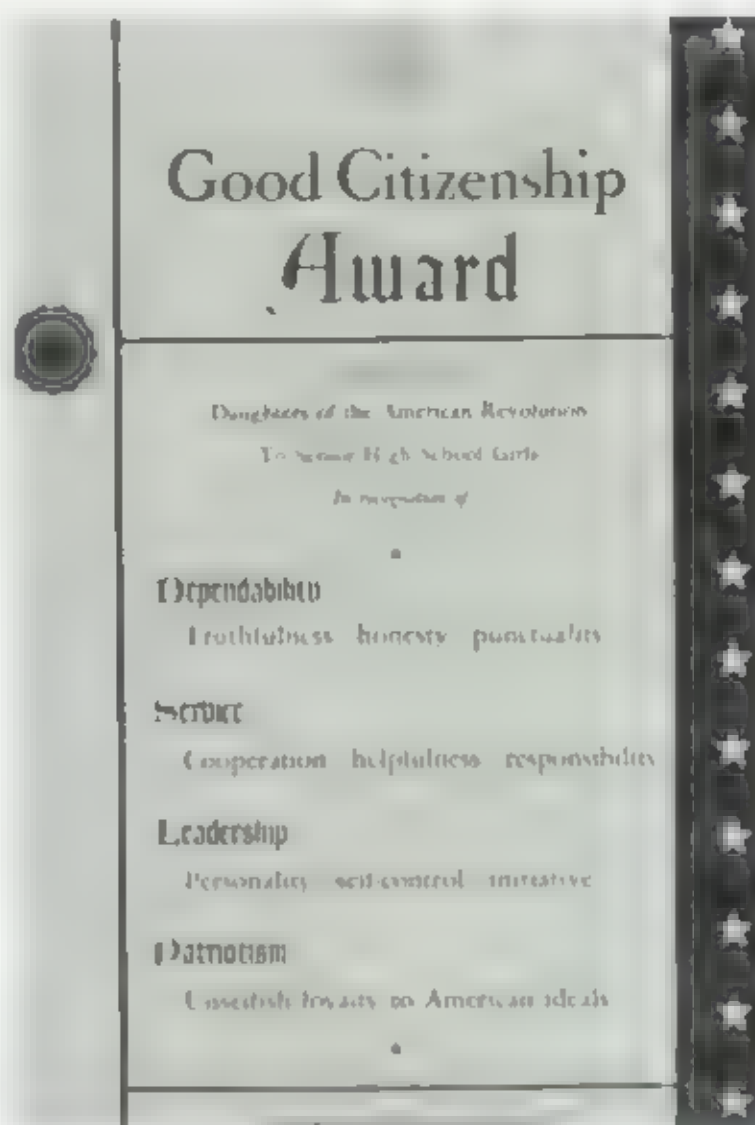 Good Citizenship
Award
Daughters of the American Revolution
To Senior High School Girls
In recognition of
Dependability
Truthfulness honesty punctuality
Service
Cooperation helpfulness responsibility
Leadership
Personality self-control initiative
Patriotism
Unselfish loyalty to American ideals